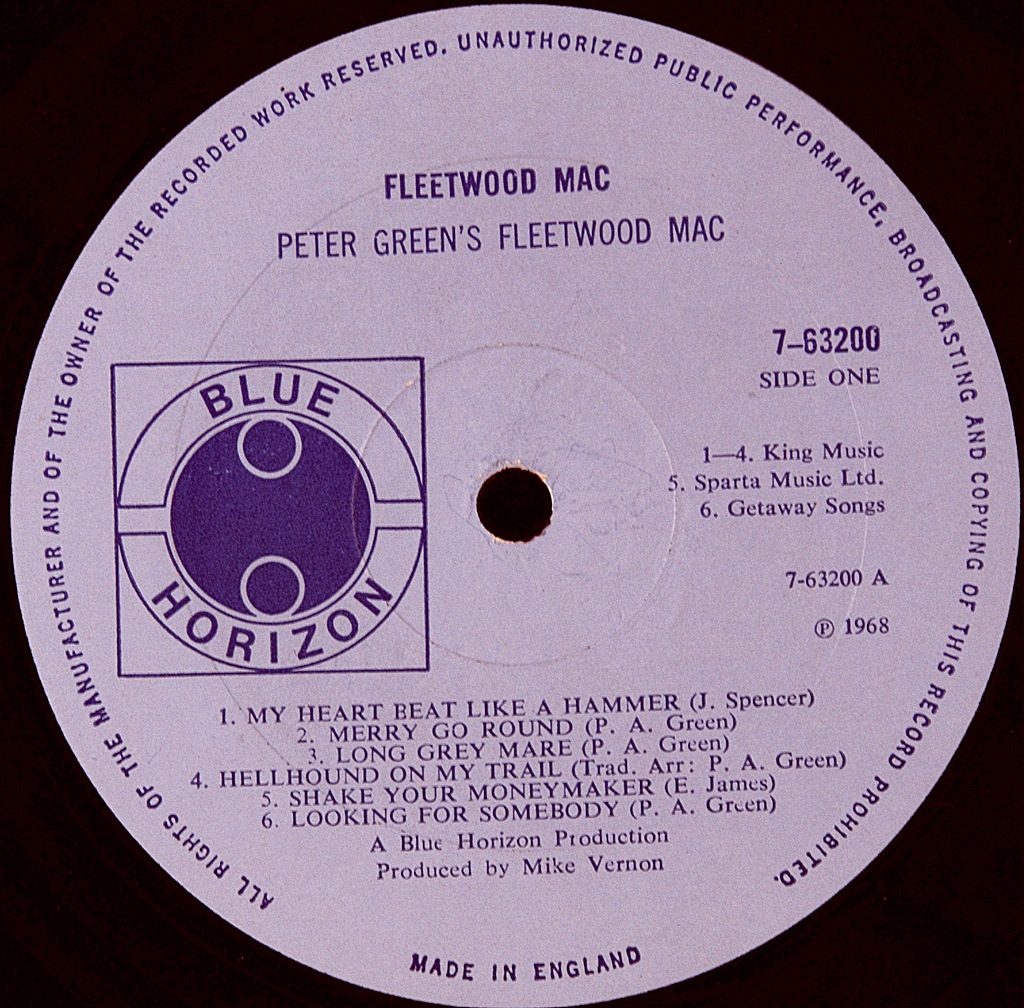 ALL RIGHTS OF THE MANUFACTURER AND OF THE OWNER OF THE RECORDED WORK RESERVED. UNAUTHORIZED PUBLIC PERFORMANCE, BROADCASTING AND COPYING OF THIS RECORD PROHIBITED.
FLEETWOOD MAC
PETER GREEN'S FLEETWOOD MAC
7-63200
SIDE ONE
BLUE
HORIZON
1—4. King Music
5. Sparta Music Ltd.
6. Getaway Songs
7-63200 A
℗ 1968
1. MY HEART BEAT LIKE A HAMMER (J. Spencer)
2. MERRY GO ROUND (P. A. Green)
3. LONG GREY MARE (P. A. Green)
4. HELLHOUND ON MY TRAIL (Trad. Arr: P. A. Green)
5. SHAKE YOUR MONEYMAKER (E. James)
6. LOOKING FOR SOMEBODY (P. A. Green)
A Blue Horizon Production
Produced by Mike Vernon
MADE IN ENGLAND